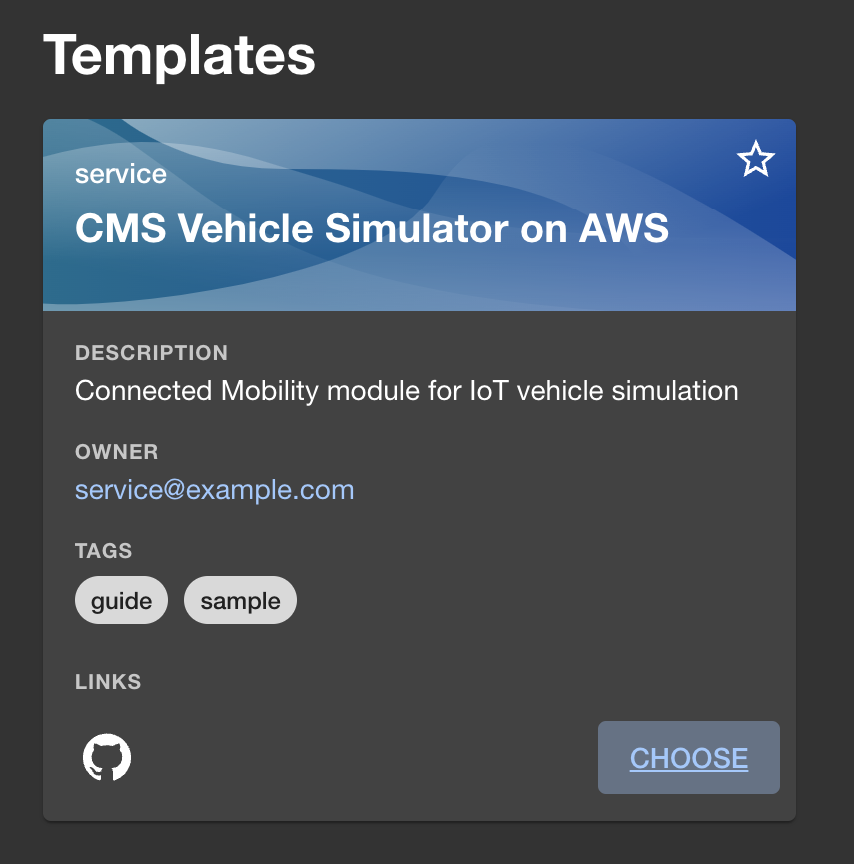 Templates
service
CMS Vehicle Simulator on AWS
DESCRIPTION
Connected Mobility module for IoT vehicle simulation
OWNER
service@example.com
TAGS
guide sample
LINKS
CHOOSE